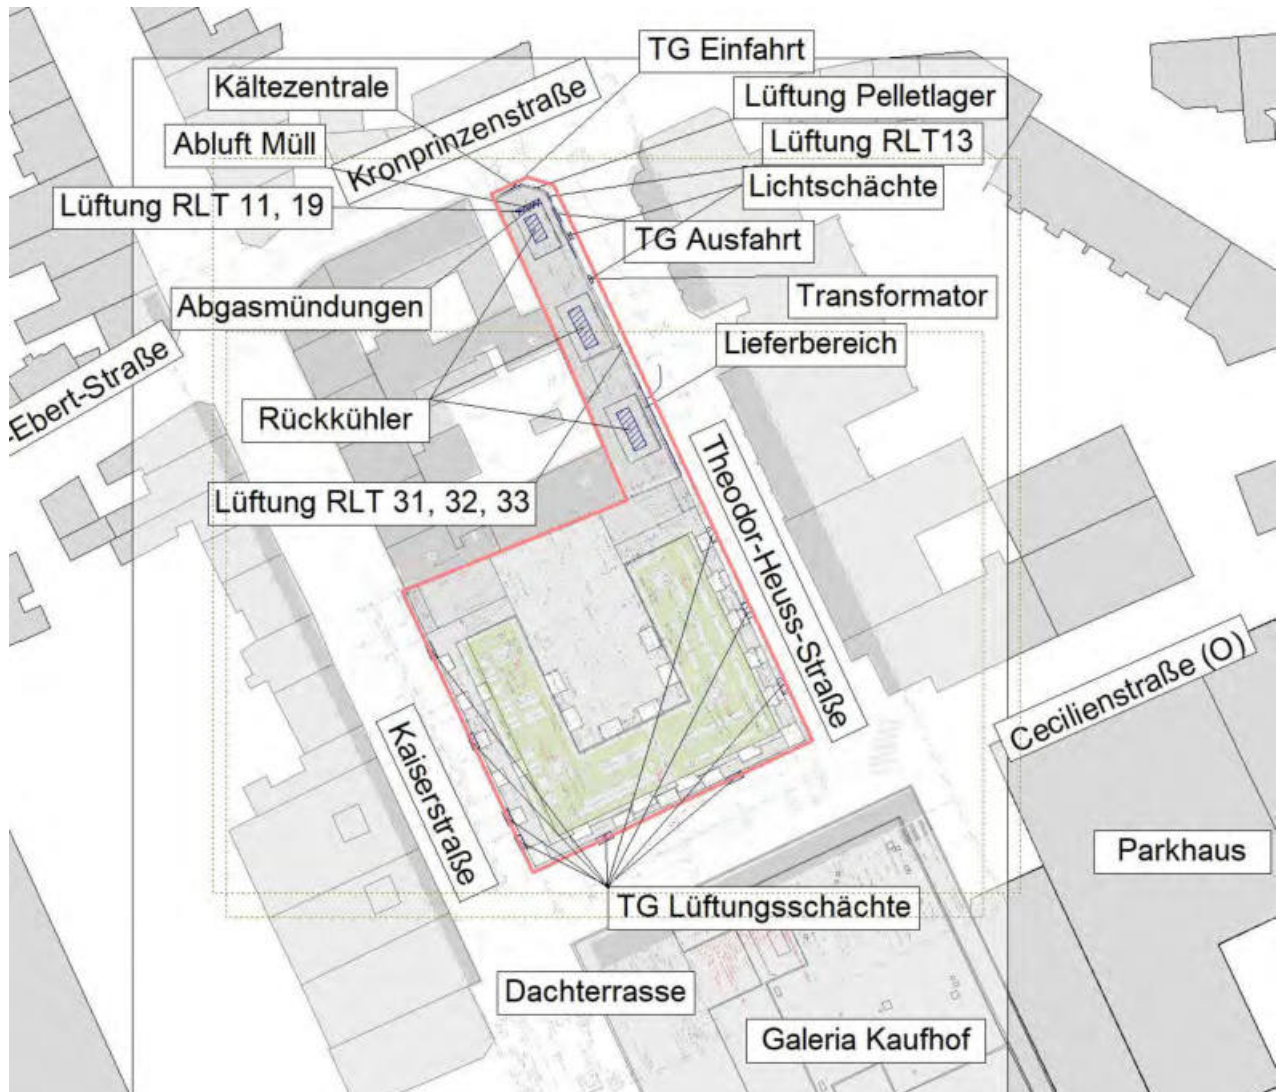 TG Einfahrt
Kältezentrale
Kronprinzenstraße
Lüftung Pelletlager
Abluft Müll
Lüftung RLT13
Lichtschächte
Lüftung RLT 11, 19
TG Ausfahrt
Abgasmündungen
Transformator
Lieferbereich
-Ebert-Straße
Rückkühler
Lüftung RLT 31, 32, 33
Theodor-Heuss-Straße
Cecilienstraße (O)
Kaiserstraße
Parkhaus
TG Lüftungsschächte
Dachterrasse
Galeria Kaufhof